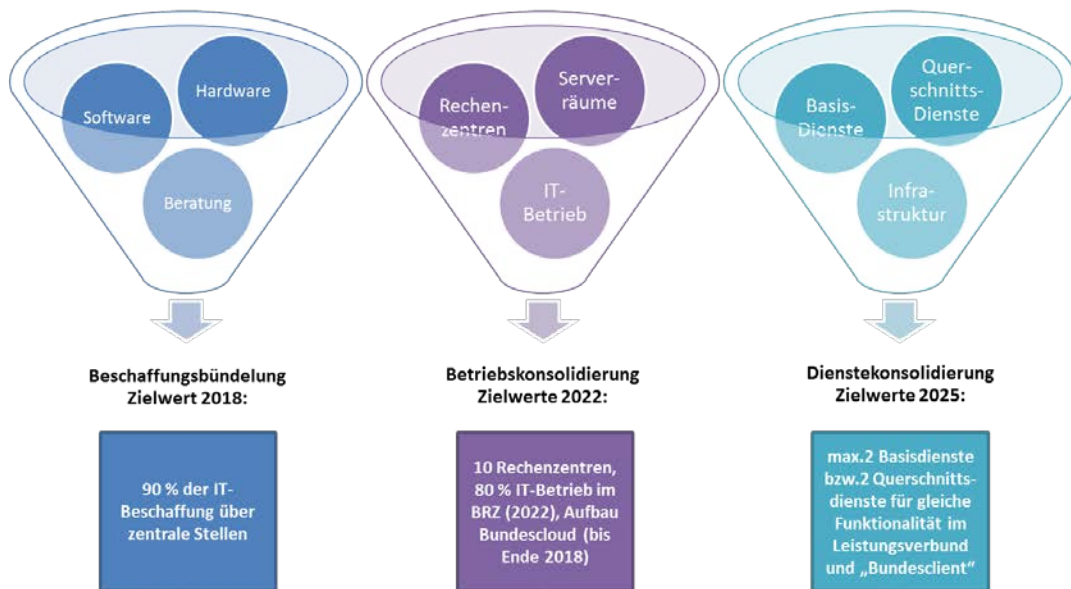 Software
Hardware
Beratung
Rechen-
zentren
Server-
räume
IT-
Betrieb
Basis-
Dienste
Quer-
schnitts-
Dienste
Infra-
struktur
Beschaffungsbündelung
Zielwert 2018:
Betriebskonsolidierung
Zielwerte 2022:
Dienstekonsolidierung
Zielwerte 2025:
90 % der IT-
Beschaffung über
zentrale Stellen
10 Rechenzentren,
80 % IT-Betrieb im
BRZ (2022), Aufbau
Bundescloud (bis
Ende 2018)
max.2 Basisdienste
bzw.2 Querschnitts-
dienste für gleiche
Funktionalität im
Leistungsverbund
und „Bundesclient“